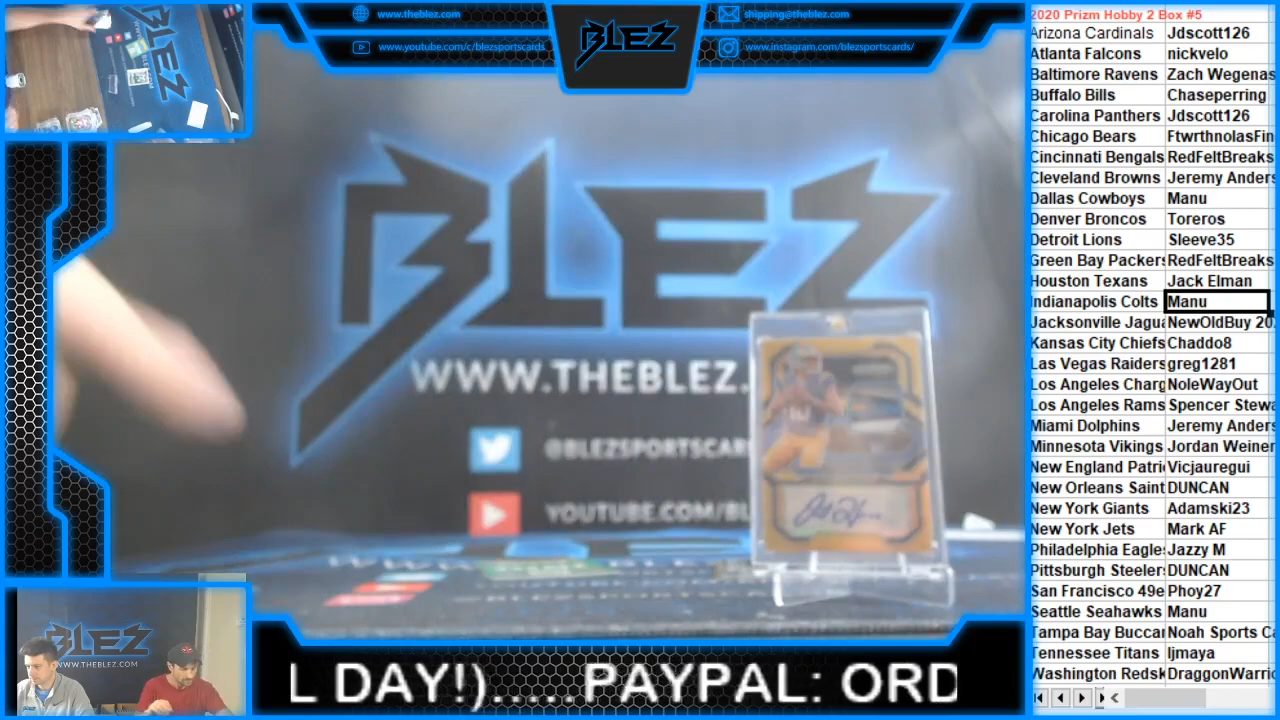 www.theblez.com
www.youtube.com/c/blezsportscards
BLEZ
shipping@theblez.com
www.instagram.com/blezsportscards/
BLEZ
WWW.THEBLEZ.
@BLEZSPORTSCAR
YOUTUBE.COM/BL
BLEZ
WWW.THEBLEZ.COM
L DAY!).....PAYPAL: ORD
2020 Prizm Hobby 2 Box #5
Arizona Cardinals Jdscott126
Atlanta Falcons nickvelo
Baltimore Ravens Zach Wegenas
Buffalo Bills Chaseperring
Carolina Panthers Jdscott126
Chicago Bears FtwrthnolasFin
Cincinnati Bengals RedFeltBreaks
Cleveland Browns Jeremy Anders
Dallas Cowboys Manu
Denver Broncos Toreros
Detroit Lions Sleeve35
Green Bay Packers RedFeltBreaks
Houston Texans Jack Elman
Indianapolis Colts Manu
Jacksonville Jagua NewOldBuy 20
Kansas City Chiefs Chaddo8
Las Vegas Raiders greg1281
Los Angeles Charg NoleWayOut
Los Angeles Rams Spencer Stewa
Miami Dolphins Jeremy Anders
Minnesota Vikings Jordan Weiner
New England Patri Vicjauregui
New Orleans Saint DUNCAN
New York Giants Adamski23
New York Jets Mark AF
Philadelphia Eagle Jazzy M
Pittsburgh Steeler DUNCAN
San Francisco 49e Phoy27
Seattle Seahawks Manu
Tampa Bay Buccan Noah Sports Ca
Tennessee Titans ljmaya
Washington Redsk DraggonWarrio